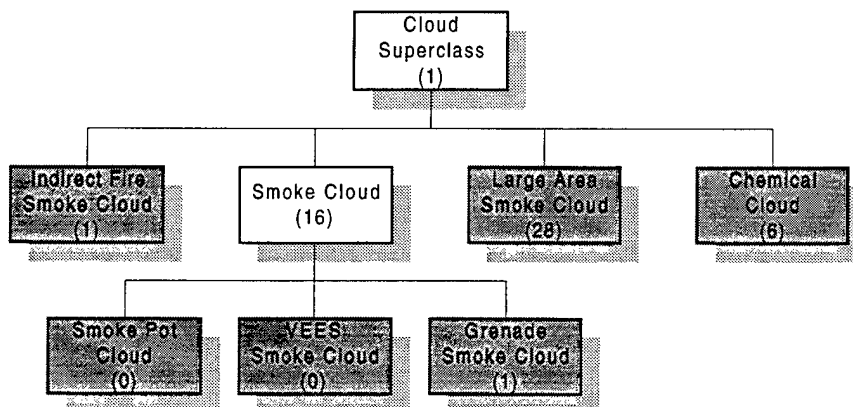 Cloud
Superclass
(1)
Indirect Fire
Smoke Cloud
(1)
Smoke Cloud
(16)
Large Area
Smoke Cloud
(28)
Chemical
Cloud
(6)
Smoke Pot
Cloud
(0)
VEES
Smoke Cloud
(0)
Grenade
Smoke Cloud
(1)